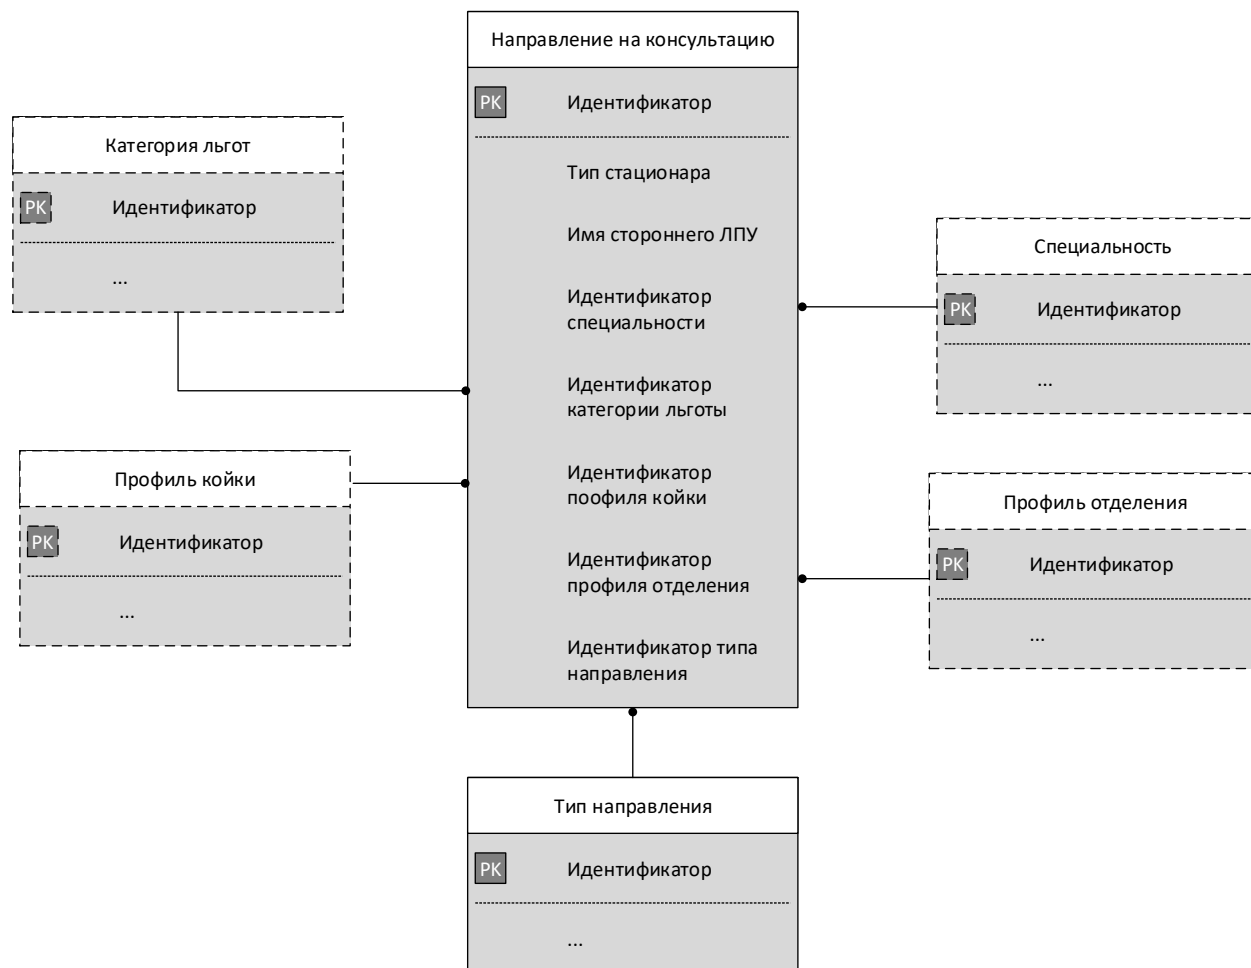 Направление на консультацию
PK
Идентификатор
Тип стационара
Имя стороннего ЛПУ
Идентификатор
специальности
Идентификатор
категории льготы
Идентификатор
поофиля койки
Идентификатор
профиля отделения
Идентификатор типа
направления
Категория льгот
PK
Идентификатор
...
Профиль койки
PK
Идентификатор
...
Специальность
PK
Идентификатор
...
Профиль отделения
PK
Идентификатор
...
Тип направления
PK
Идентификатор
...